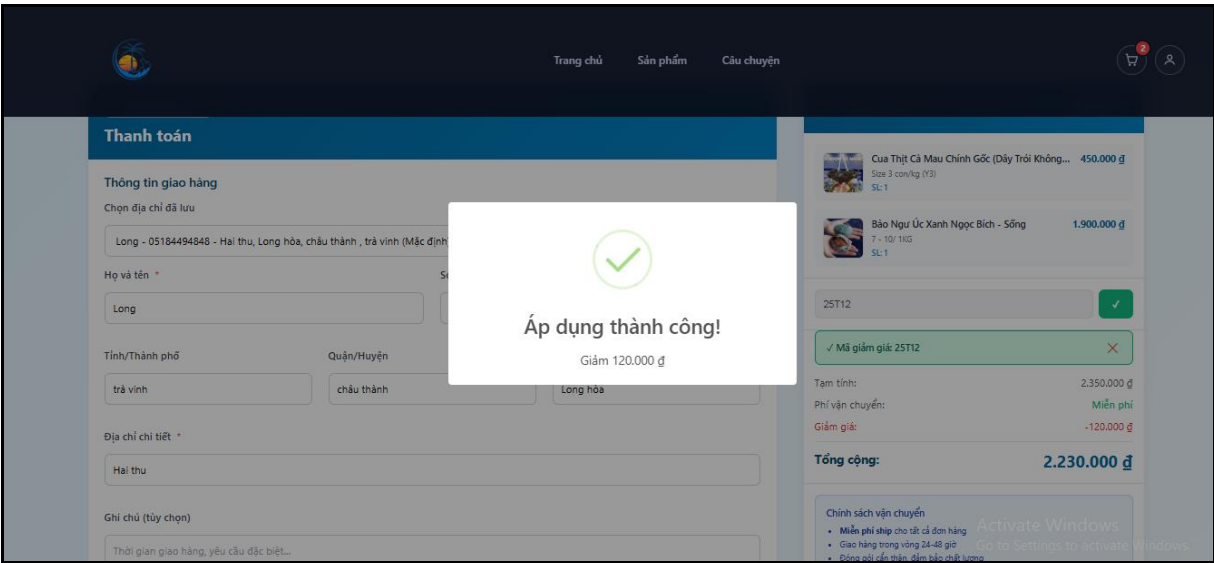 Trang chủ Sản phẩm Câu chuyện
2
Thanh toán
Thông tin giao hàng
Chọn địa chỉ đã lưu
Long - 05184494848 - Hai thu, Long hòa, châu thành , trà vinh (Mặc định
Họ và tên *
Long
Tỉnh/Thành phố
Quận/Huyện
trà vinh
châu thành
Long hòa
Địa chỉ chi tiết *
Hai thu
Ghi chú (tùy chọn)
Thời gian giao hàng, yêu cầu đặc biệt...
Áp dụng thành công!
Giảm 120.000 ₫
Cua Thịt Cà Mau Chính Gốc (Dây Trói Không... 450.000 ₫
Size 3 con/kg (Y3)
SL: 1
Bào Ngư Úc Xanh Ngọc Bích - Sống 1.900.000 ₫
7 - 10/ 1KG
SL: 1
25T12
✓ Mã giảm giá: 25T12
Tạm tính: 2.350.000 ₫
Phí vận chuyển: Miễn phí
Giảm giá: -120.000 ₫
Tổng cộng: 2.230.000 ₫
Chính sách vận chuyển
• Miễn phí ship cho tất cả đơn hàng
• Giao hàng trong vòng 24-48 giờ
• Đóng gói cẩn thận, đảm bảo chất lượng
Activate Windows
Go to Settings to activate Windows.